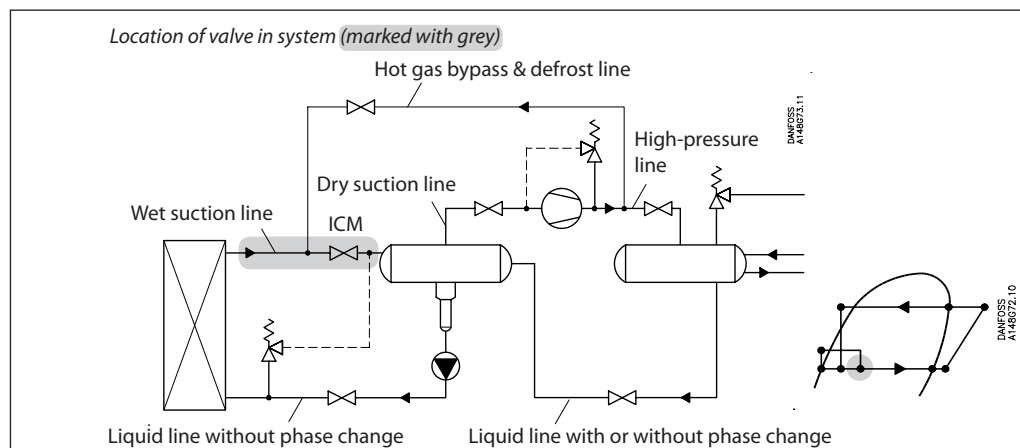 Location of valve in system (marked with grey)
Hot gas bypass & defrost line
DANFOSS
A148G73.11
High-pressure
line
Dry suction line
Wet suction line
ICM
DANFOSS
A148G72.10
Liquid line without phase change
Liquid line with or without phase change